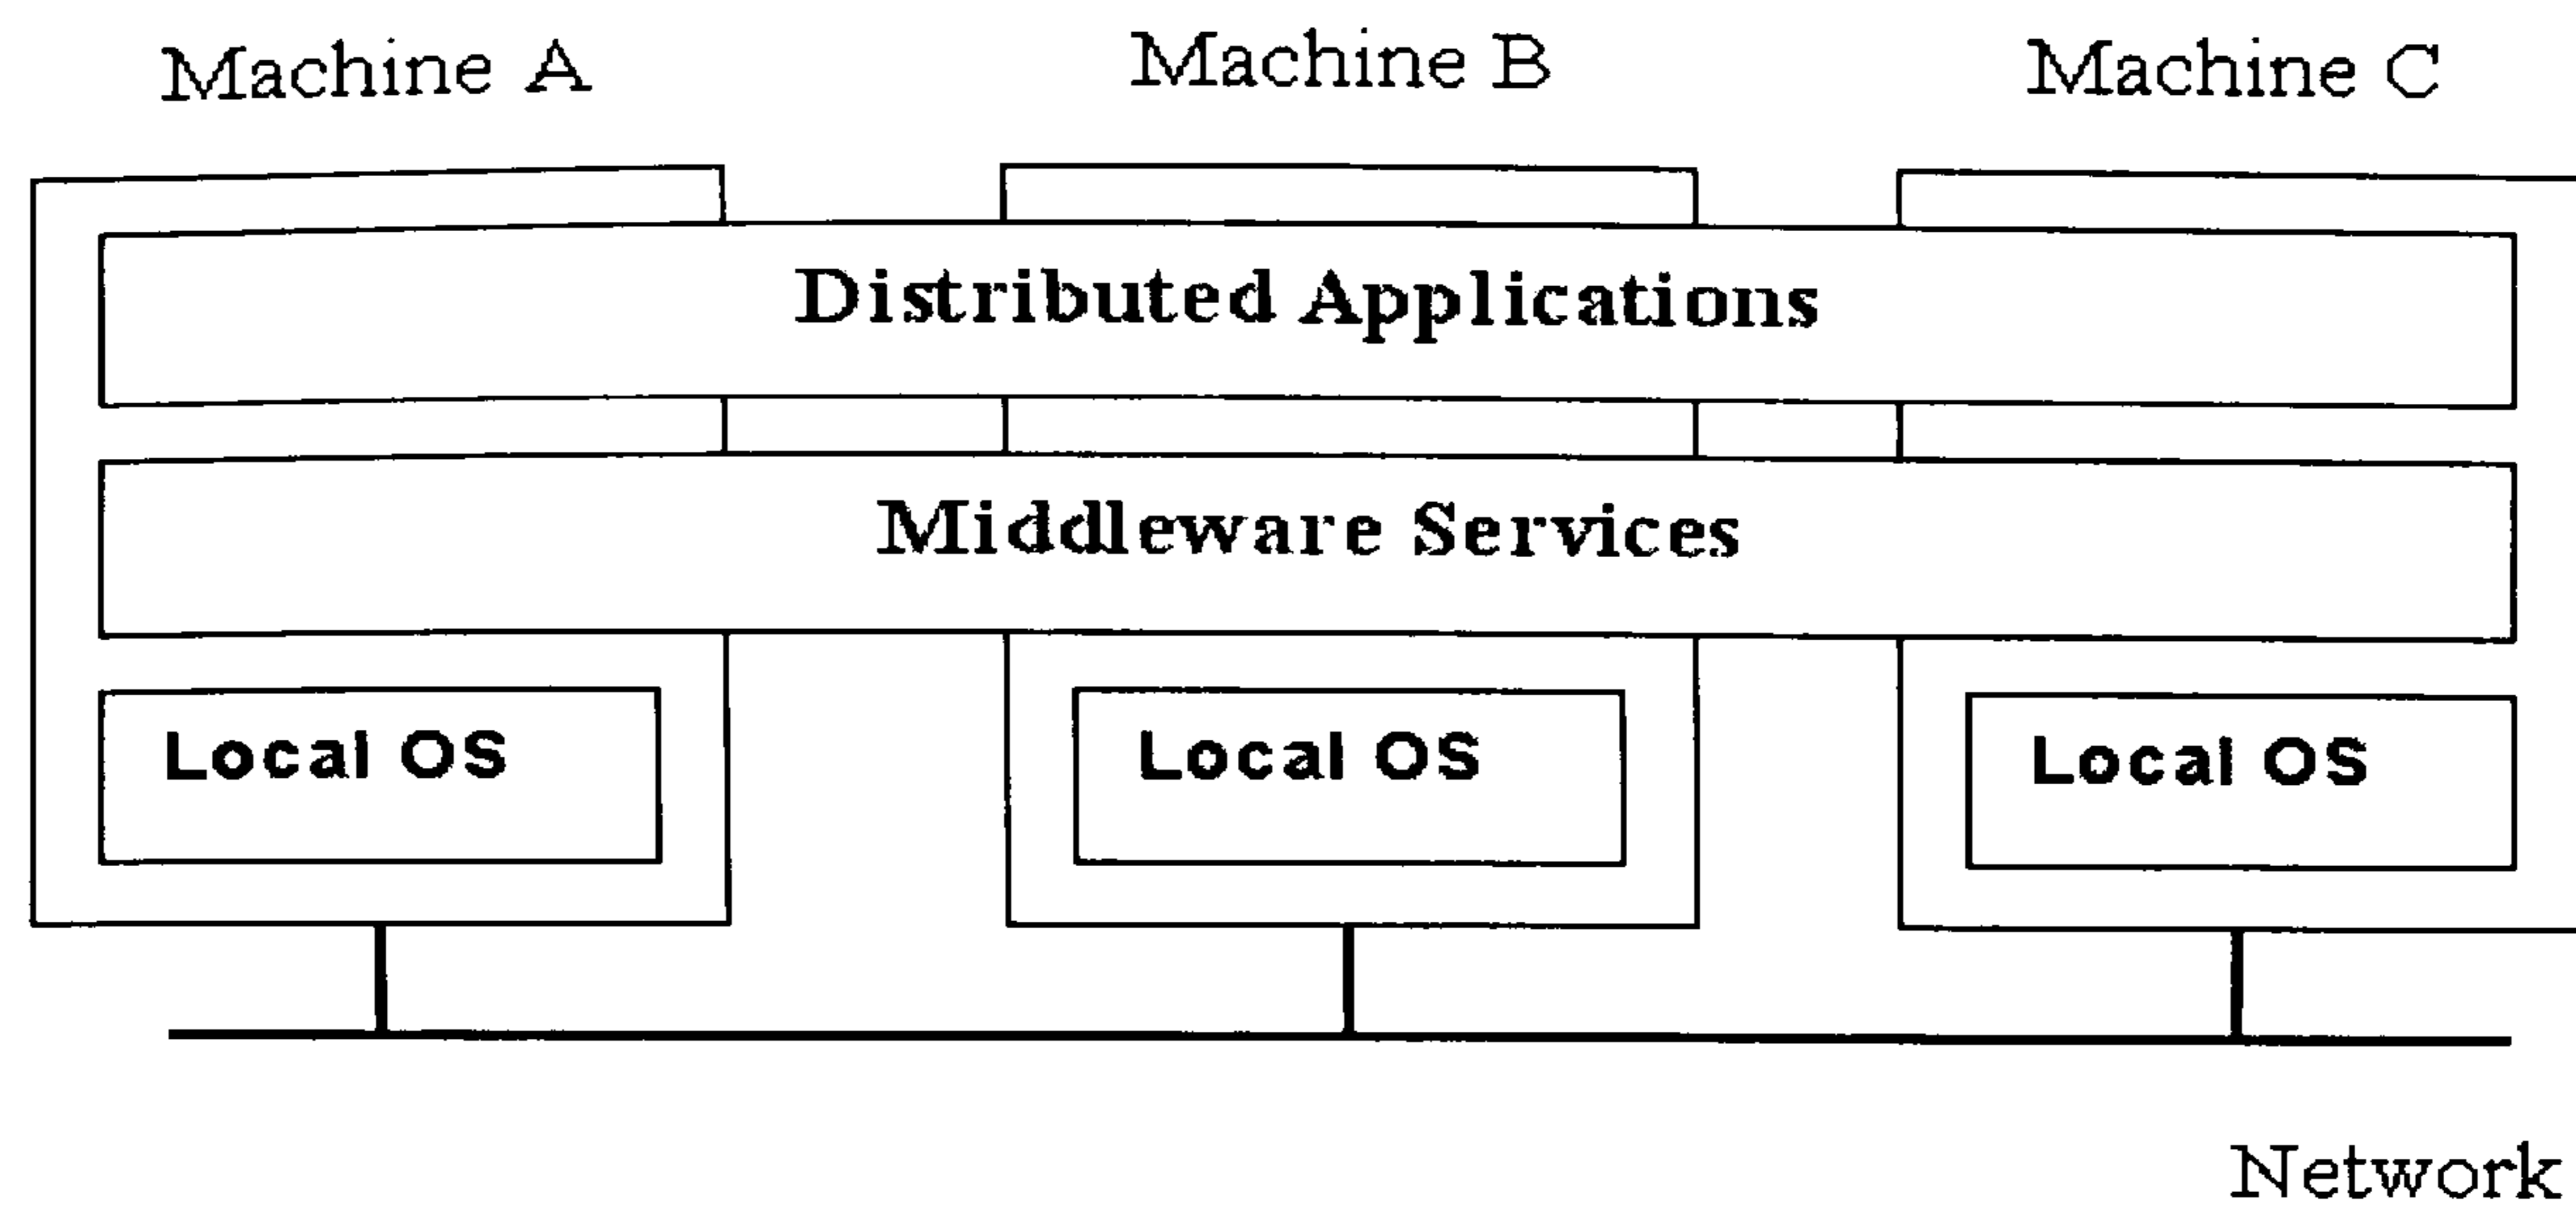 Machine A
Machine B
Machine C
Distributed Applications
Middleware Services
Local OS
Local OS
Local OS
Network